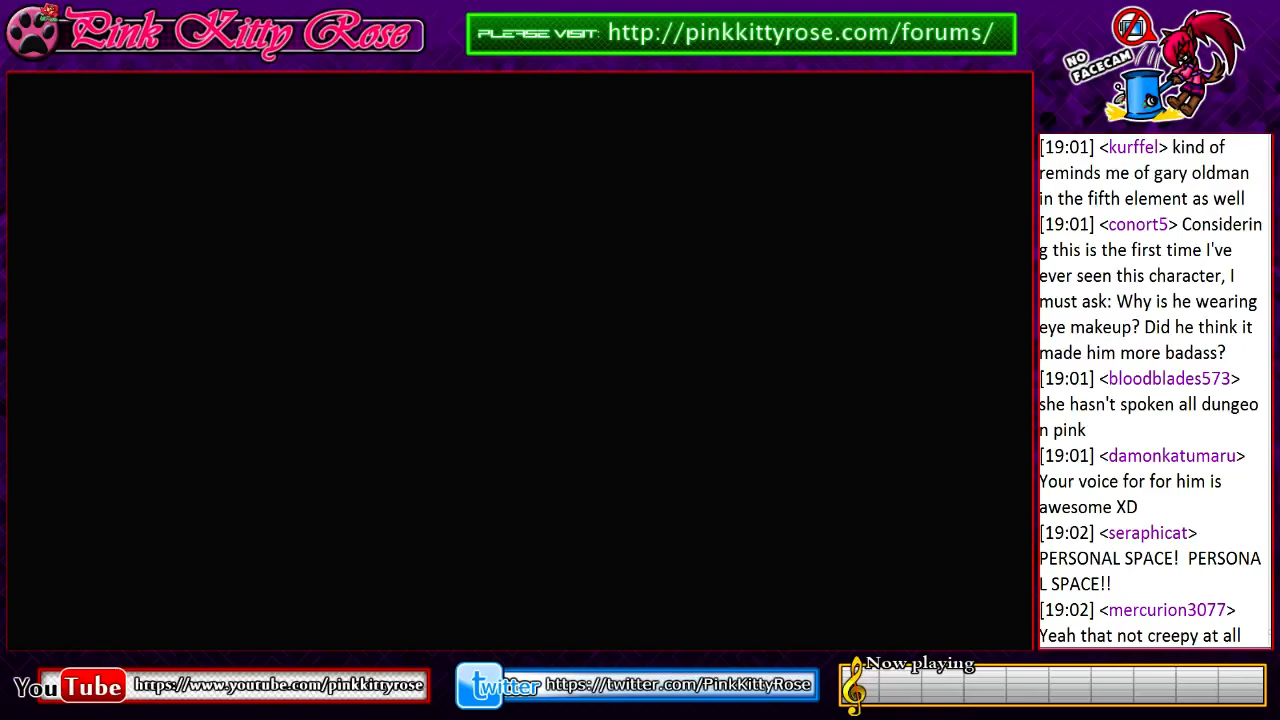 Pink Kitty Rose
PLEASE VISIT: http://pinkkittyrose.com/forums/
NO
FACECAM
[19:01] <kurffel> kind of
reminds me of gary oldman
in the fifth element as well
[19:01] <conort5> Considerin
g this is the first time I've
ever seen this character, I
must ask: Why is he wearing
eye makeup? Did he think it
made him more badass?
[19:01] <bloodblades573>
she hasn't spoken all dungeo
n pink
[19:01] <damonkatumaru>
Your voice for for him is
awesome XD
[19:02] <seraphicat>
PERSONAL SPACE!  PERSONA
L SPACE!!
[19:02] <mercurion3077>
Yeah that not creepy at all
YouTube https://www.youtube.com/pinkkittyrose
twitter https://twitter.com/PinkKittyRose
Now playing